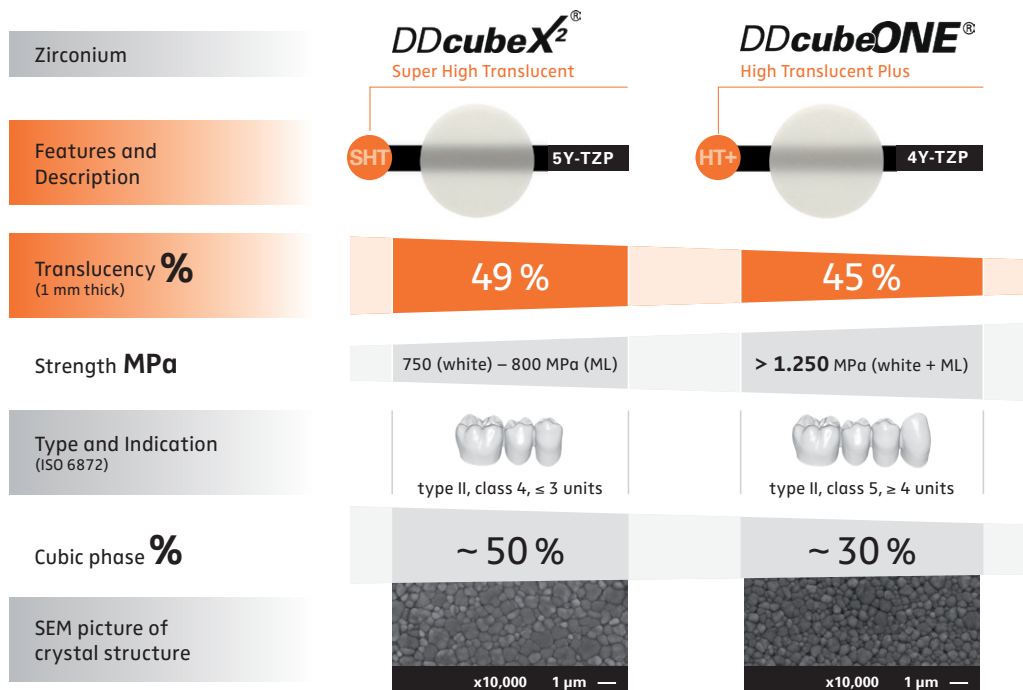 Zirconium
DDcubeX²® DDcubeONE®
Super High Translucent High Translucent Plus
Features and
Description
SHT 5Y-TZP HT+ 4Y-TZP
Translucency %
(1 mm thick)
49 % 45 %
Strength MPa
750 (white) – 800 MPa (ML) > 1.250 MPa (white + ML)
Type and Indication
(ISO 6872)
type II, class 4, ≤ 3 units type II, class 5, ≥ 4 units
Cubic phase %
~ 50 % ~ 30 %
SEM picture of
crystal structure
x10,000 1 µm x10,000 1 µm